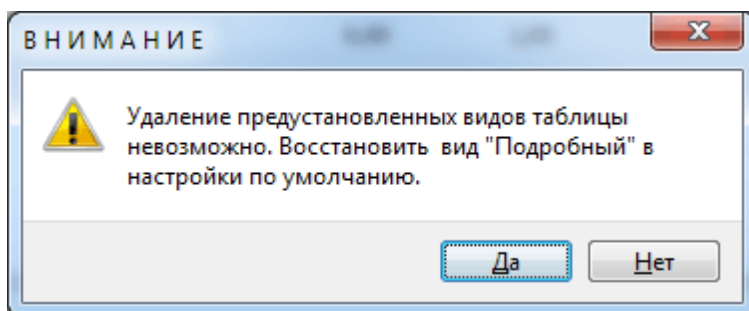 ВНИМАНИЕ
Удаление предустановленных видов таблицы
невозможно. Восстановить  вид "Подробный" в
настройки по умолчанию.
Да
Нет